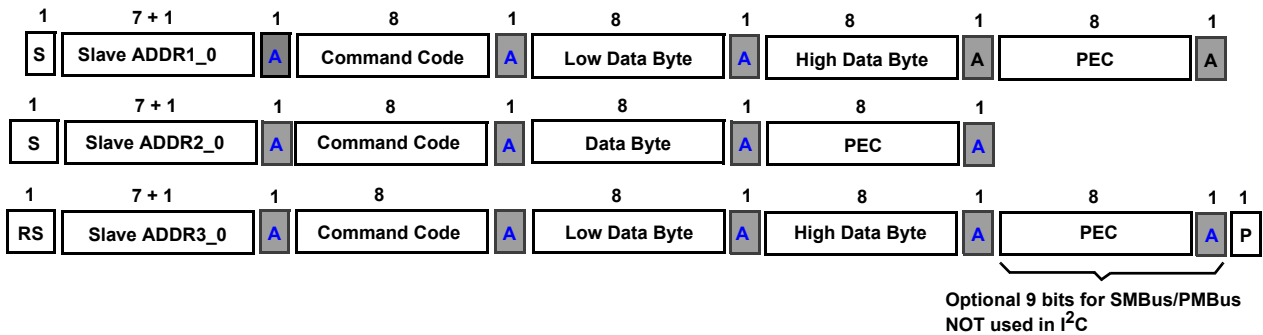 1 7 + 1 1 8 1 8 1 8 1 8 1
S Slave ADDR1_0 A Command Code A Low Data Byte A High Data Byte A PEC A
1 7 + 1 1 8 1 8 1 8 1
S Slave ADDR2_0 A Command Code A Data Byte A PEC A
1 7 + 1 1 8 1 8 1 8 1 8 1 1
RS Slave ADDR3_0 A Command Code A Low Data Byte A High Data Byte A PEC A P
Optional 9 bits for SMBus/PMBus
NOT used in I²C